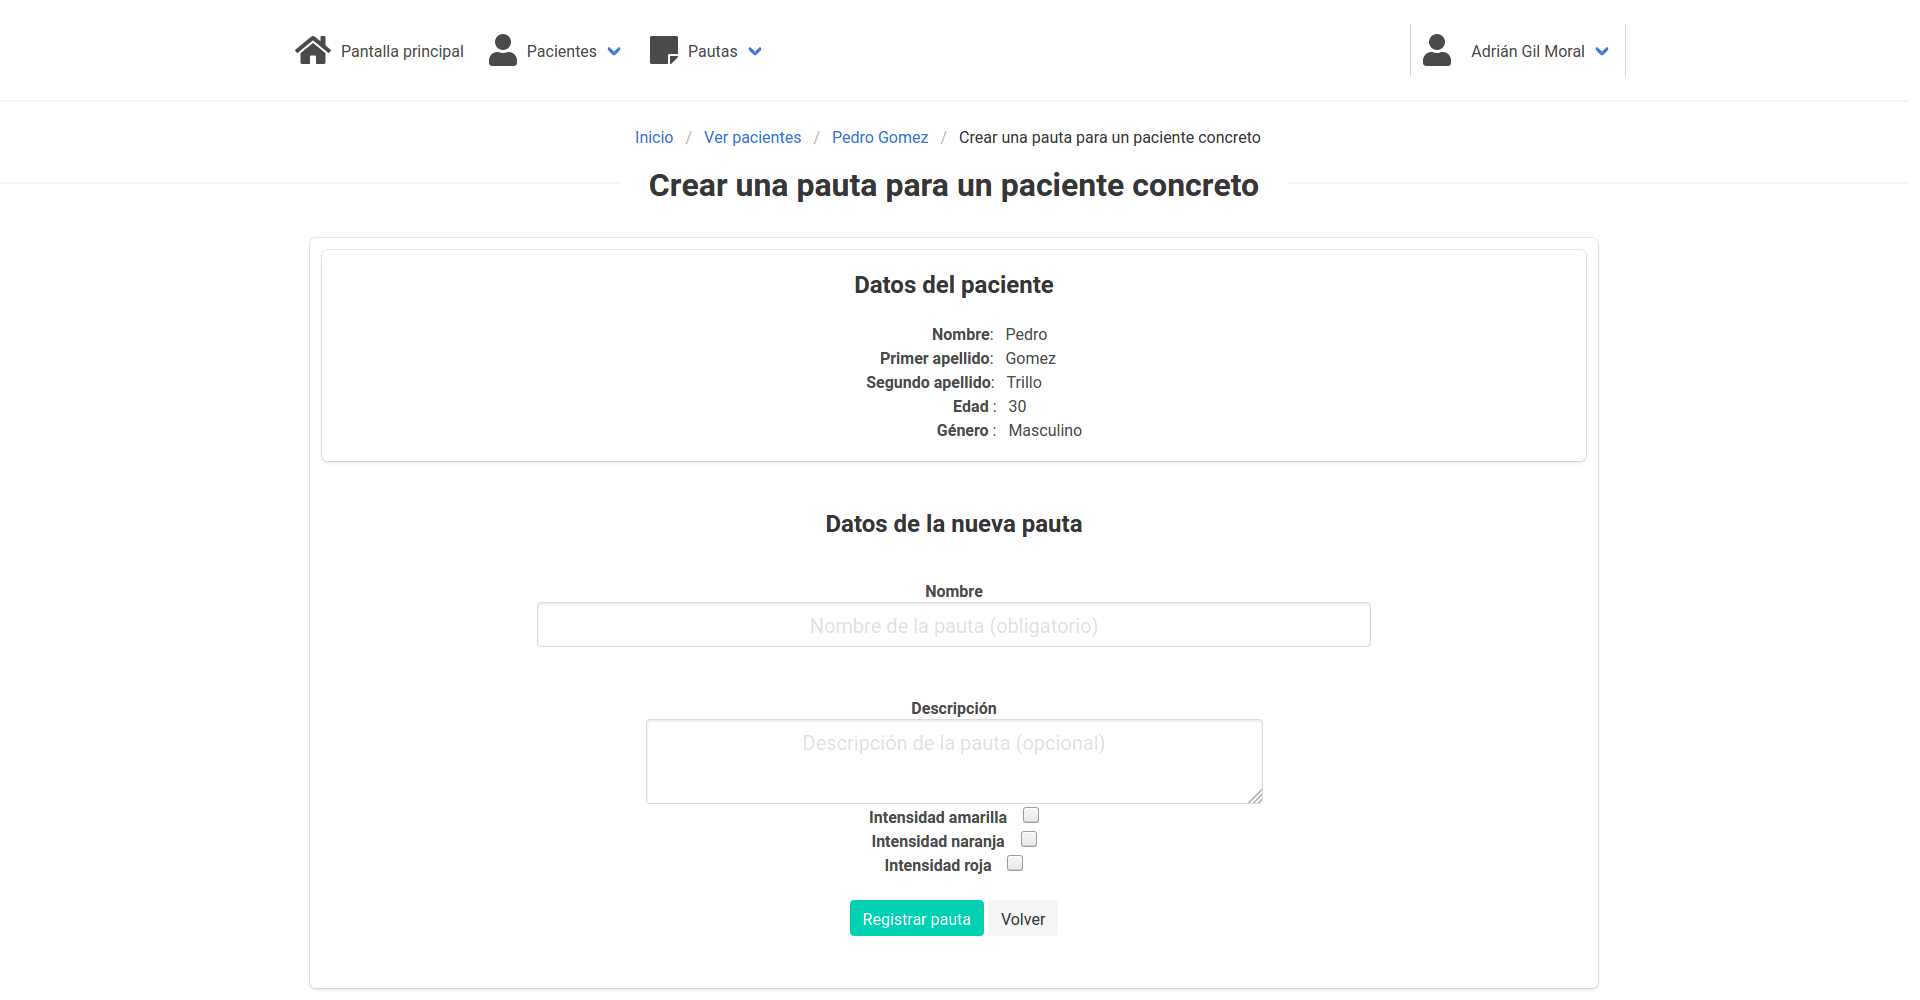 Pantalla principal Pacientes Pautas Adrián Gil Moral
Inicio / Ver pacientes / Pedro Gomez / Crear una pauta para un paciente concreto
Crear una pauta para un paciente concreto
Datos del paciente
Nombre: Pedro
Primer apellido: Gomez
Segundo apellido: Trillo
Edad : 30
Género : Masculino
Datos de la nueva pauta
Nombre
Nombre de la pauta (obligatorio)
Descripción
Descripción de la pauta (opcional)
Intensidad amarilla
Intensidad naranja
Intensidad roja
Registrar pauta Volver